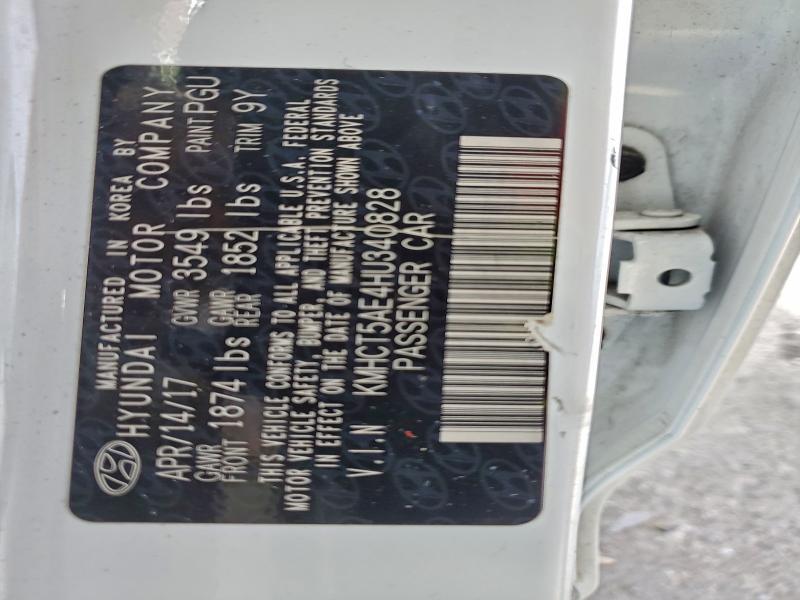 MANUFACTURED IN KOREA BY
HYUNDAI MOTOR COMPANY
APR/14/17 GVWR 3549 lbs PAINT PGU
GAWR FRONT 1874 lbs GAWR REAR 1852 lbs TRIM 9Y
THIS VEHICLE CONFORMS TO ALL APPLICABLE U.S.A. FEDERAL
MOTOR VEHICLE SAFETY, BUMPER, AND THEFT PREVENTION STANDARDS
IN EFFECT ON THE DATE OF MANUFACTURE SHOWN ABOVE
V.I.N KMHCT5AE4HU340828
PASSENGER CAR